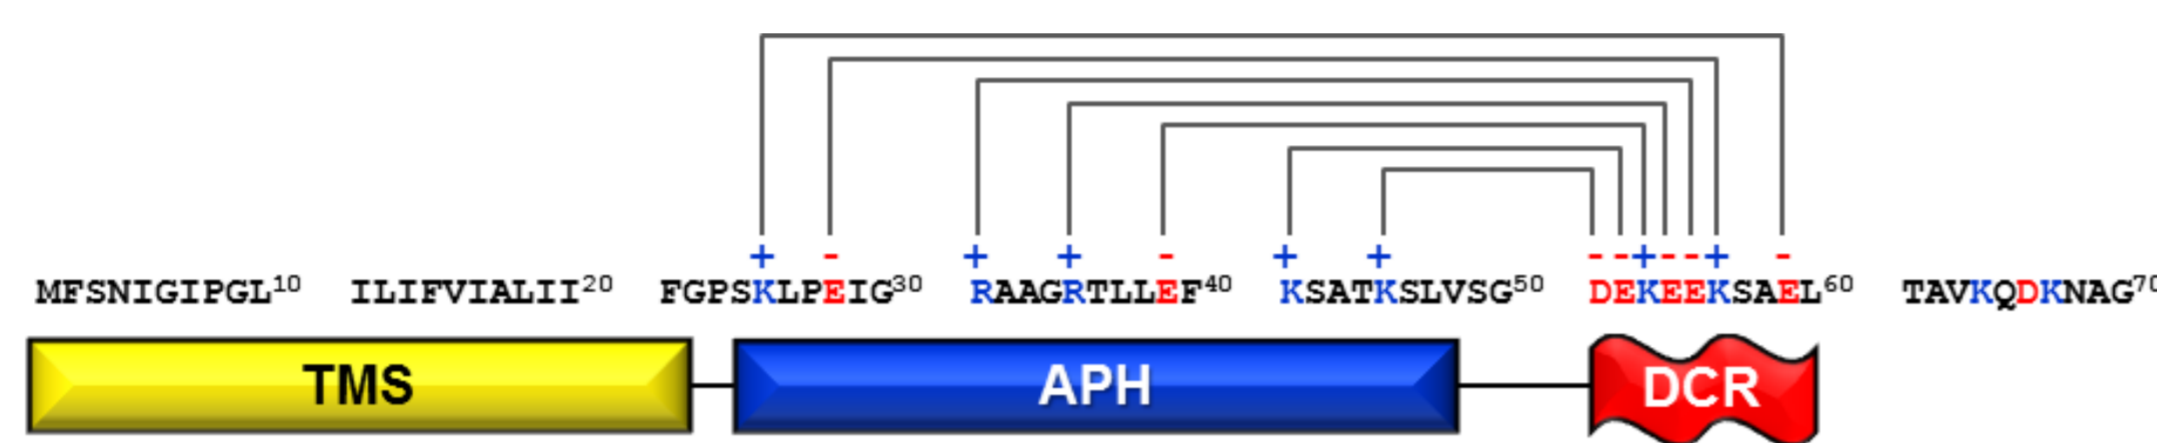 + - + + - + + --+--+ -
MFSNIGIPGL10 ILIFVIALII20 FGPSKLPEIG30 RAAGRTLLEF40 KSATKSLVSG50 DEKEEKSAEL60 TAVKQDKNAG70
TMS APH DCR